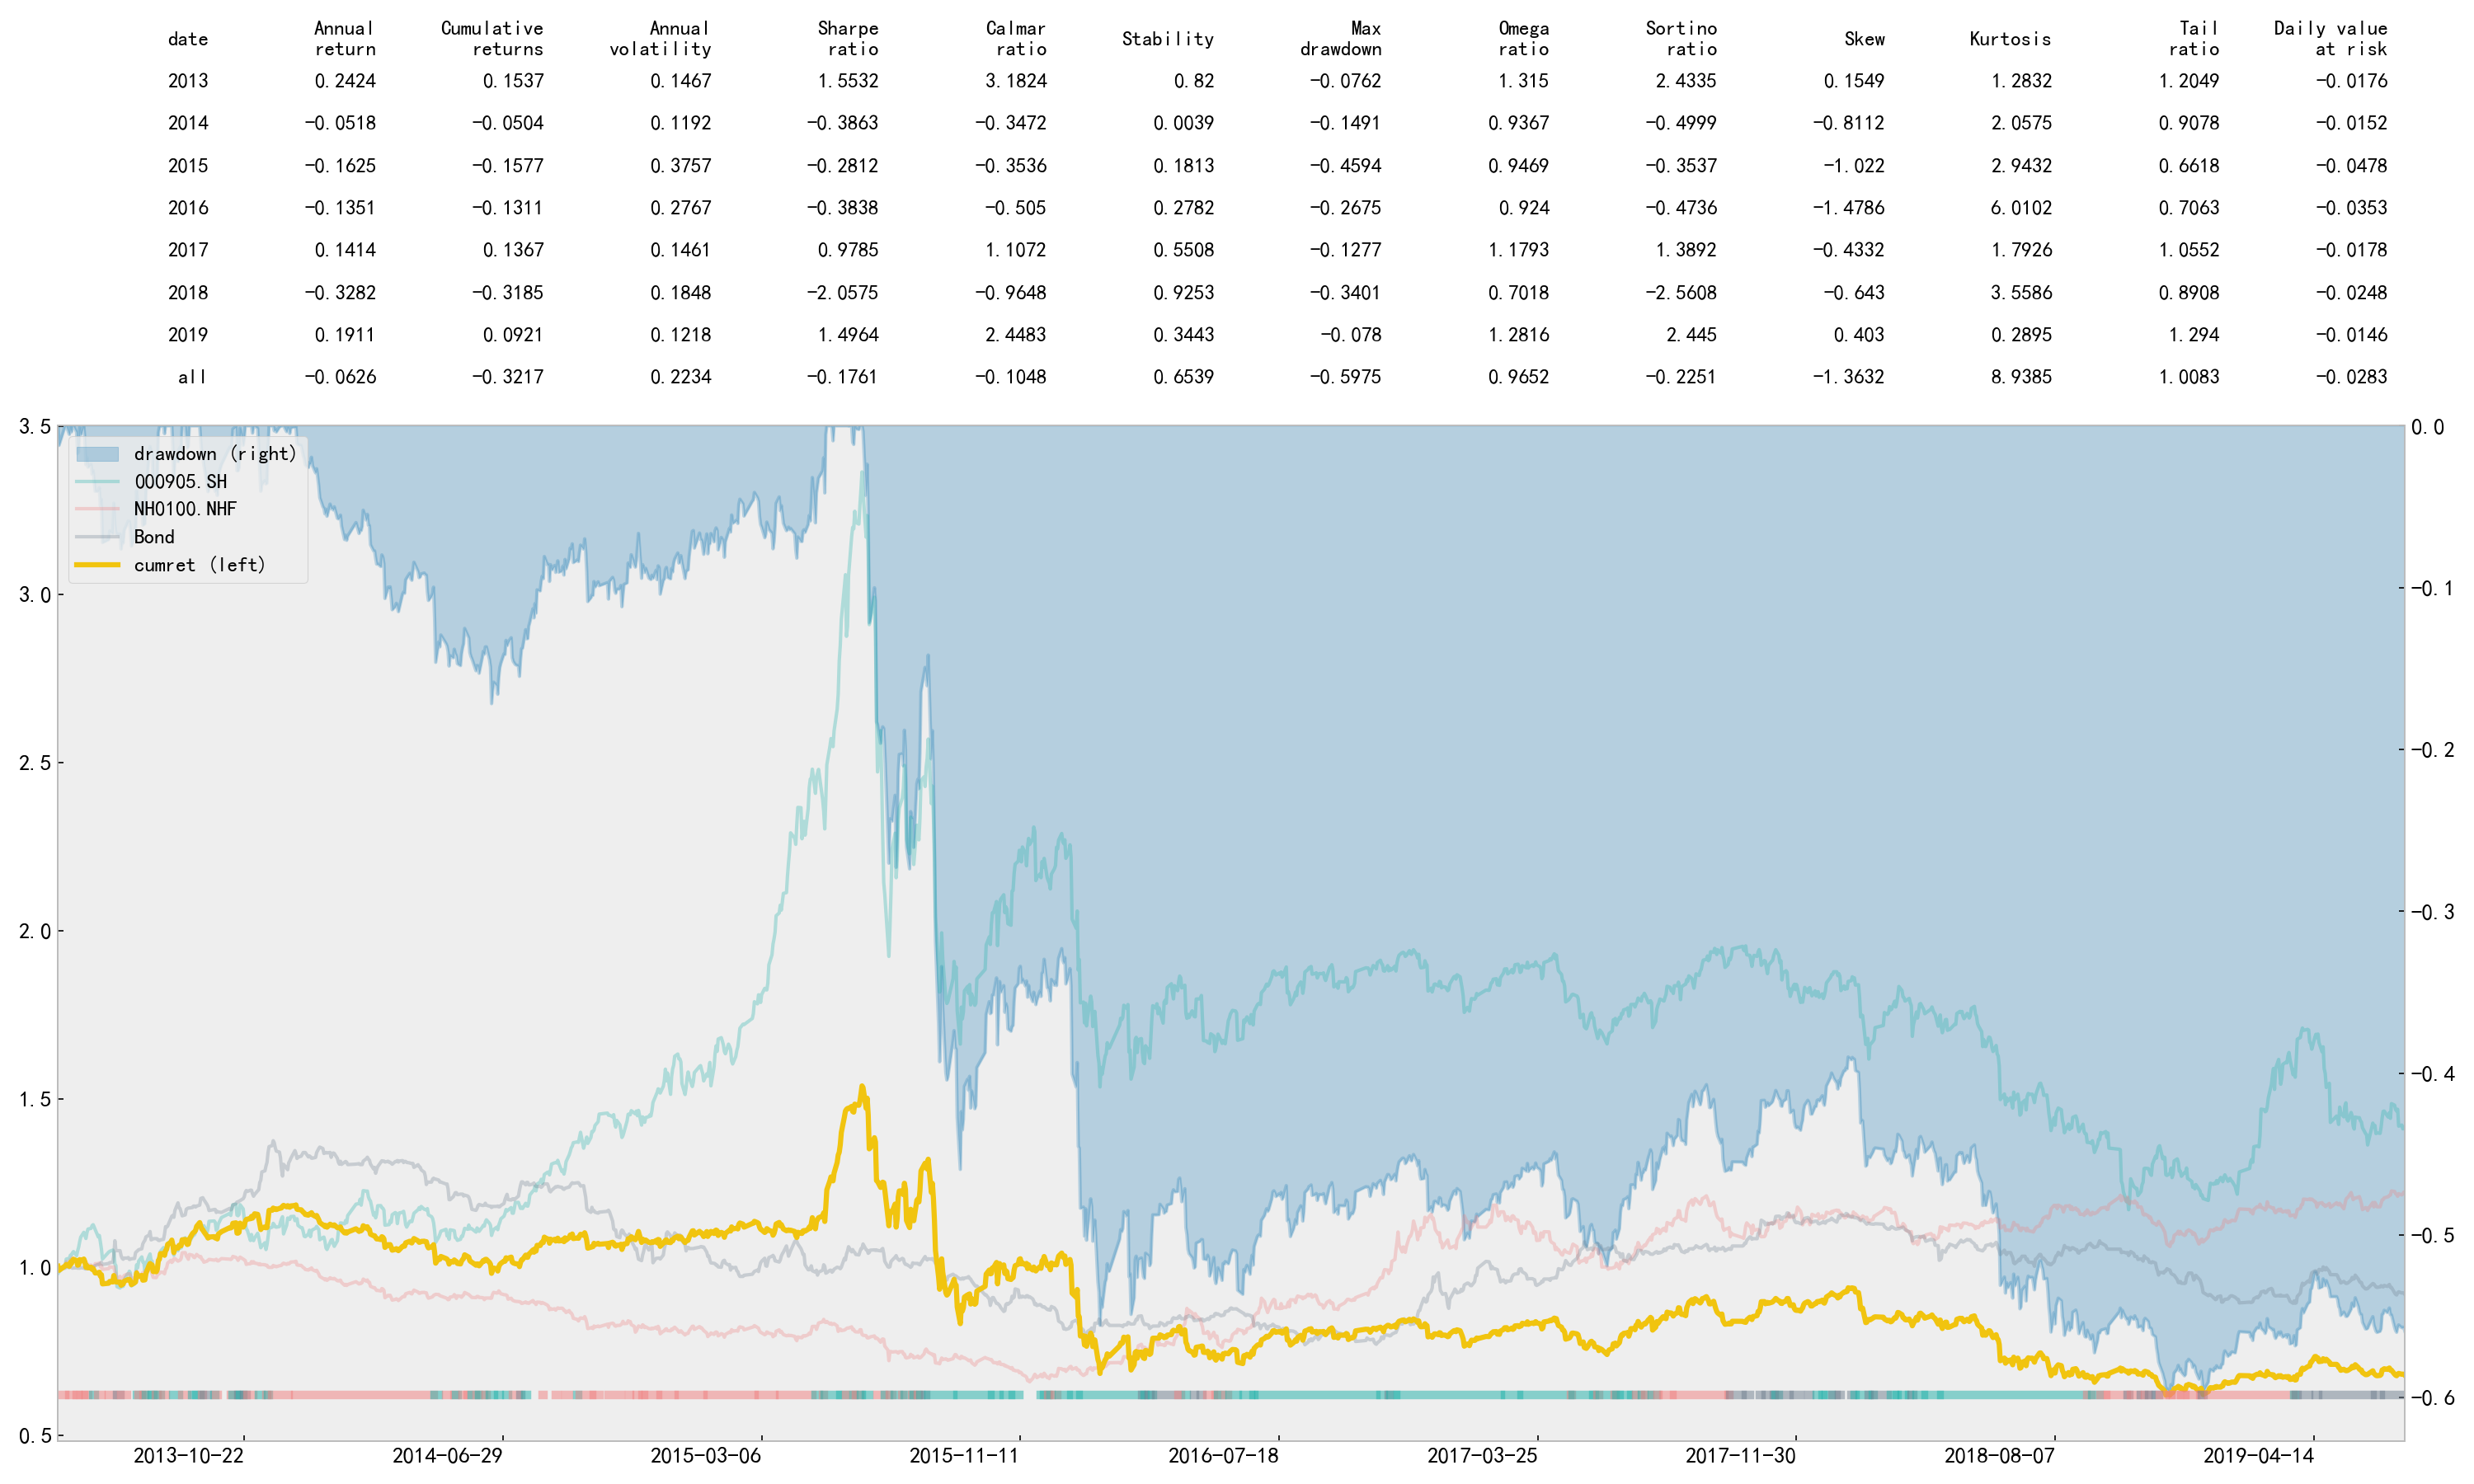 date Annual return Cumulative returns Annual volatility Sharpe ratio Calmar ratio Stability Max drawdown Omega ratio Sortino ratio Skew Kurtosis Tail ratio Daily value at risk
2013 0.2424 0.1537 0.1467 1.5532 3.1824 0.82 −0.0762 1.315 2.4335 0.1549 1.2832 1.2049 −0.0176
2014 −0.0518 −0.0504 0.1192 −0.3863 −0.3472 0.0039 −0.1491 0.9367 −0.4999 −0.8112 2.0575 0.9078 −0.0152
2015 −0.1625 −0.1577 0.3757 −0.2812 −0.3536 0.1813 −0.4594 0.9469 −0.3537 −1.022 2.9432 0.6618 −0.0478
2016 −0.1351 −0.1311 0.2767 −0.3838 −0.505 0.2782 −0.2675 0.924 −0.4736 −1.4786 6.0102 0.7063 −0.0353
2017 0.1414 0.1367 0.1461 0.9785 1.1072 0.5508 −0.1277 1.1793 1.3892 −0.4332 1.7926 1.0552 −0.0178
2018 −0.3282 −0.3185 0.1848 −2.0575 −0.9648 0.9253 −0.3401 0.7018 −2.5608 −0.643 3.5586 0.8908 −0.0248
2019 0.1911 0.0921 0.1218 1.4964 2.4483 0.3443 −0.078 1.2816 2.445 0.403 0.2895 1.294 −0.0146
all −0.0626 −0.3217 0.2234 −0.1761 −0.1048 0.6539 −0.5975 0.9652 −0.2251 −1.3632 8.9385 1.0083 −0.0283
3.5
3.0
2.5
2.0
1.5
1.0
0.5
drawdown (right)
000905.SH
NH0100.NHF
Bond
cumret (left)
0.0
−0.1
−0.2
−0.3
−0.4
−0.5
−0.6
2013−10−22 2014−06−29 2015−03−06 2015−11−11 2016−07−18 2017−03−25 2017−11−30 2018−08−07 2019−04−14